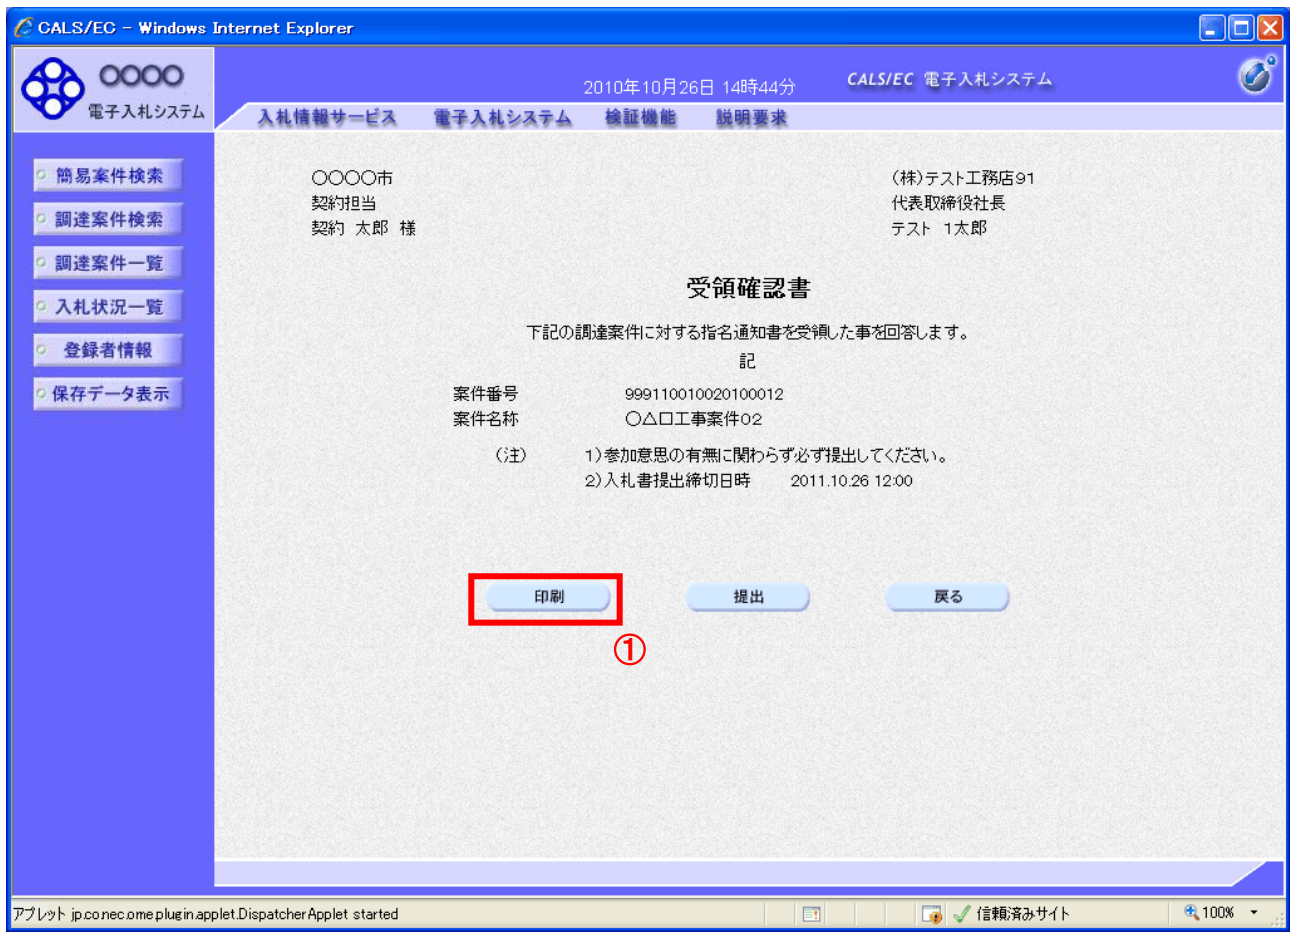 CALS/EC - Windows Internet Explorer
○○○○
電子入札システム
2010年10月26日 14時44分
CALS/EC 電子入札システム
入札情報サービス 電子入札システム 検証機能 説明要求
簡易案件検索
調達案件検索
調達案件一覧
入札状況一覧
登録者情報
保存データ表示
○○○○市
契約担当
契約 太郎 様
(株)テスト工務店91
代表取締役社長
テスト 1太郎
受領確認書
下記の調達案件に対する指名通知書を受領した事を回答します。
記
案件番号 999110010020100012
案件名称 ○△口工事案件02
(注) 1)参加意思の有無に関わらず必ず提出してください。
2)入札書提出締切日時 2011.10.26 12:00
印刷 提出 戻る
①
アプレット jp.co.nec.ome.plugin.applet.DispatcherApplet started
信頼済みサイト
100%